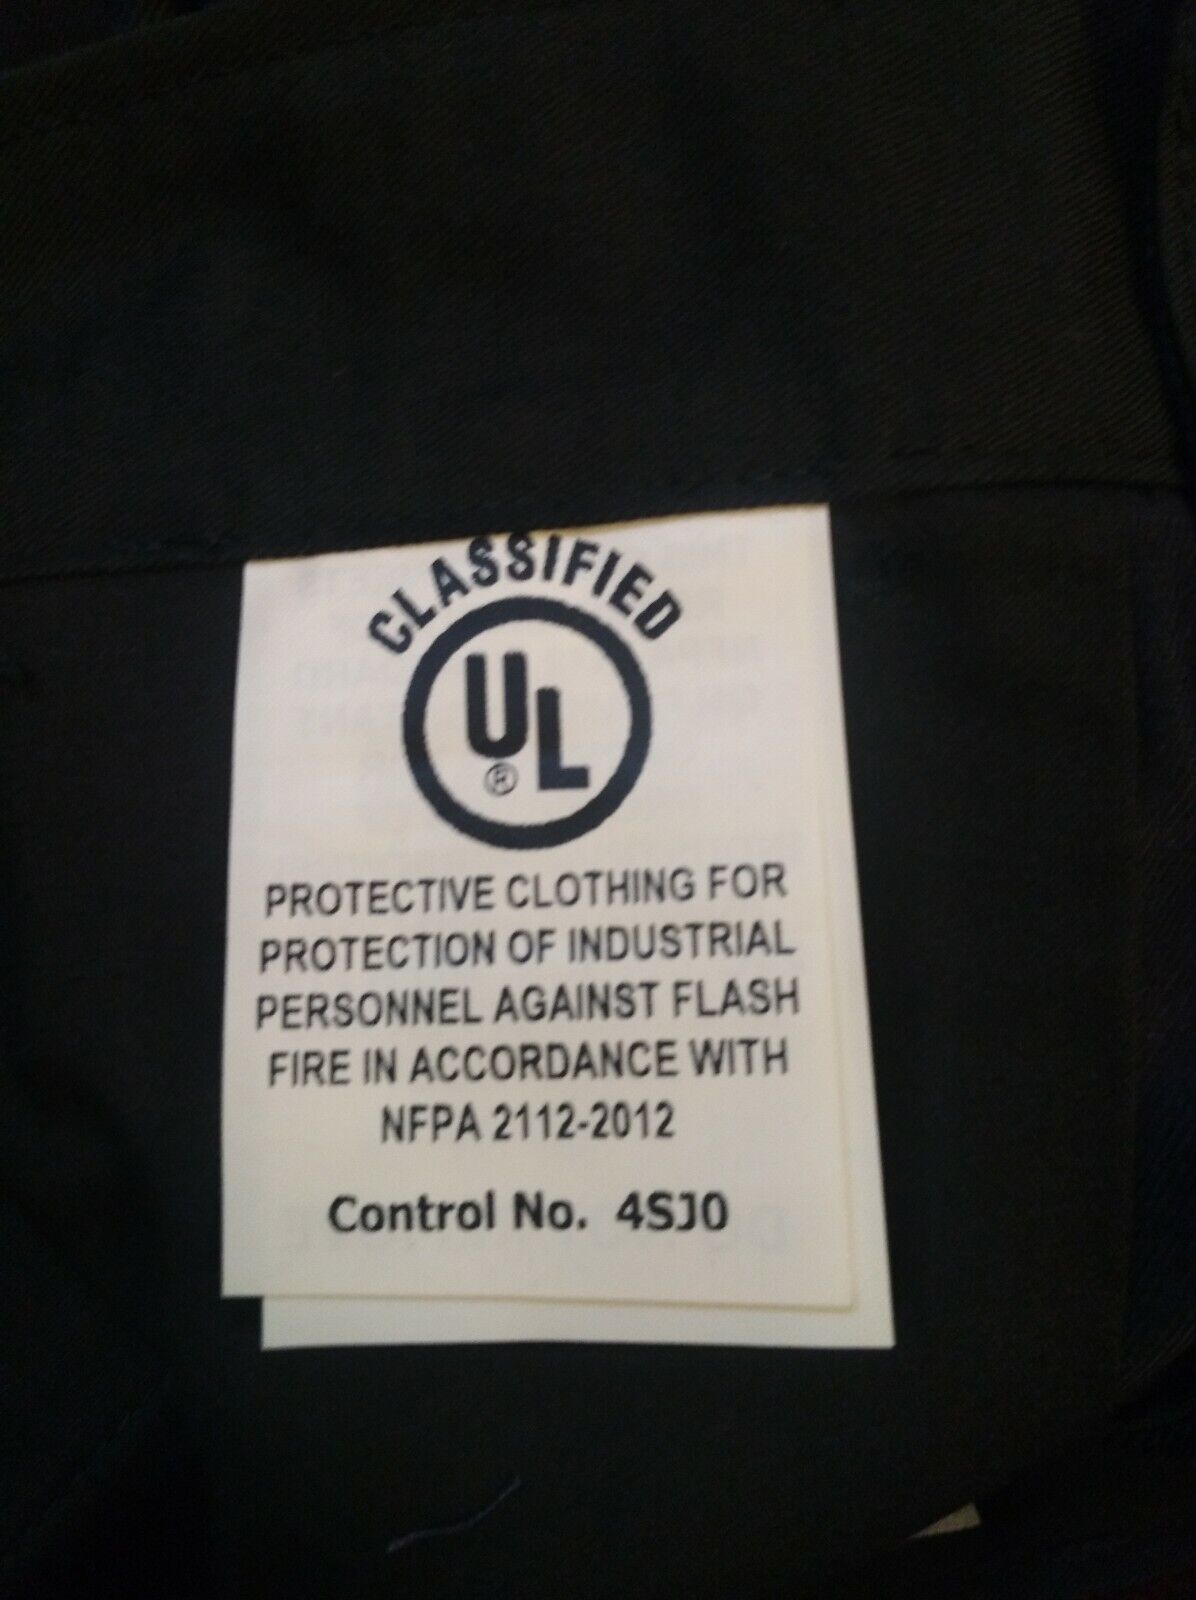 CLASSIFIED
UL
®
PROTECTIVE CLOTHING FOR
PROTECTION OF INDUSTRIAL
PERSONNEL AGAINST FLASH
FIRE IN ACCORDANCE WITH
NFPA 2112-2012
Control No. 4SJ0